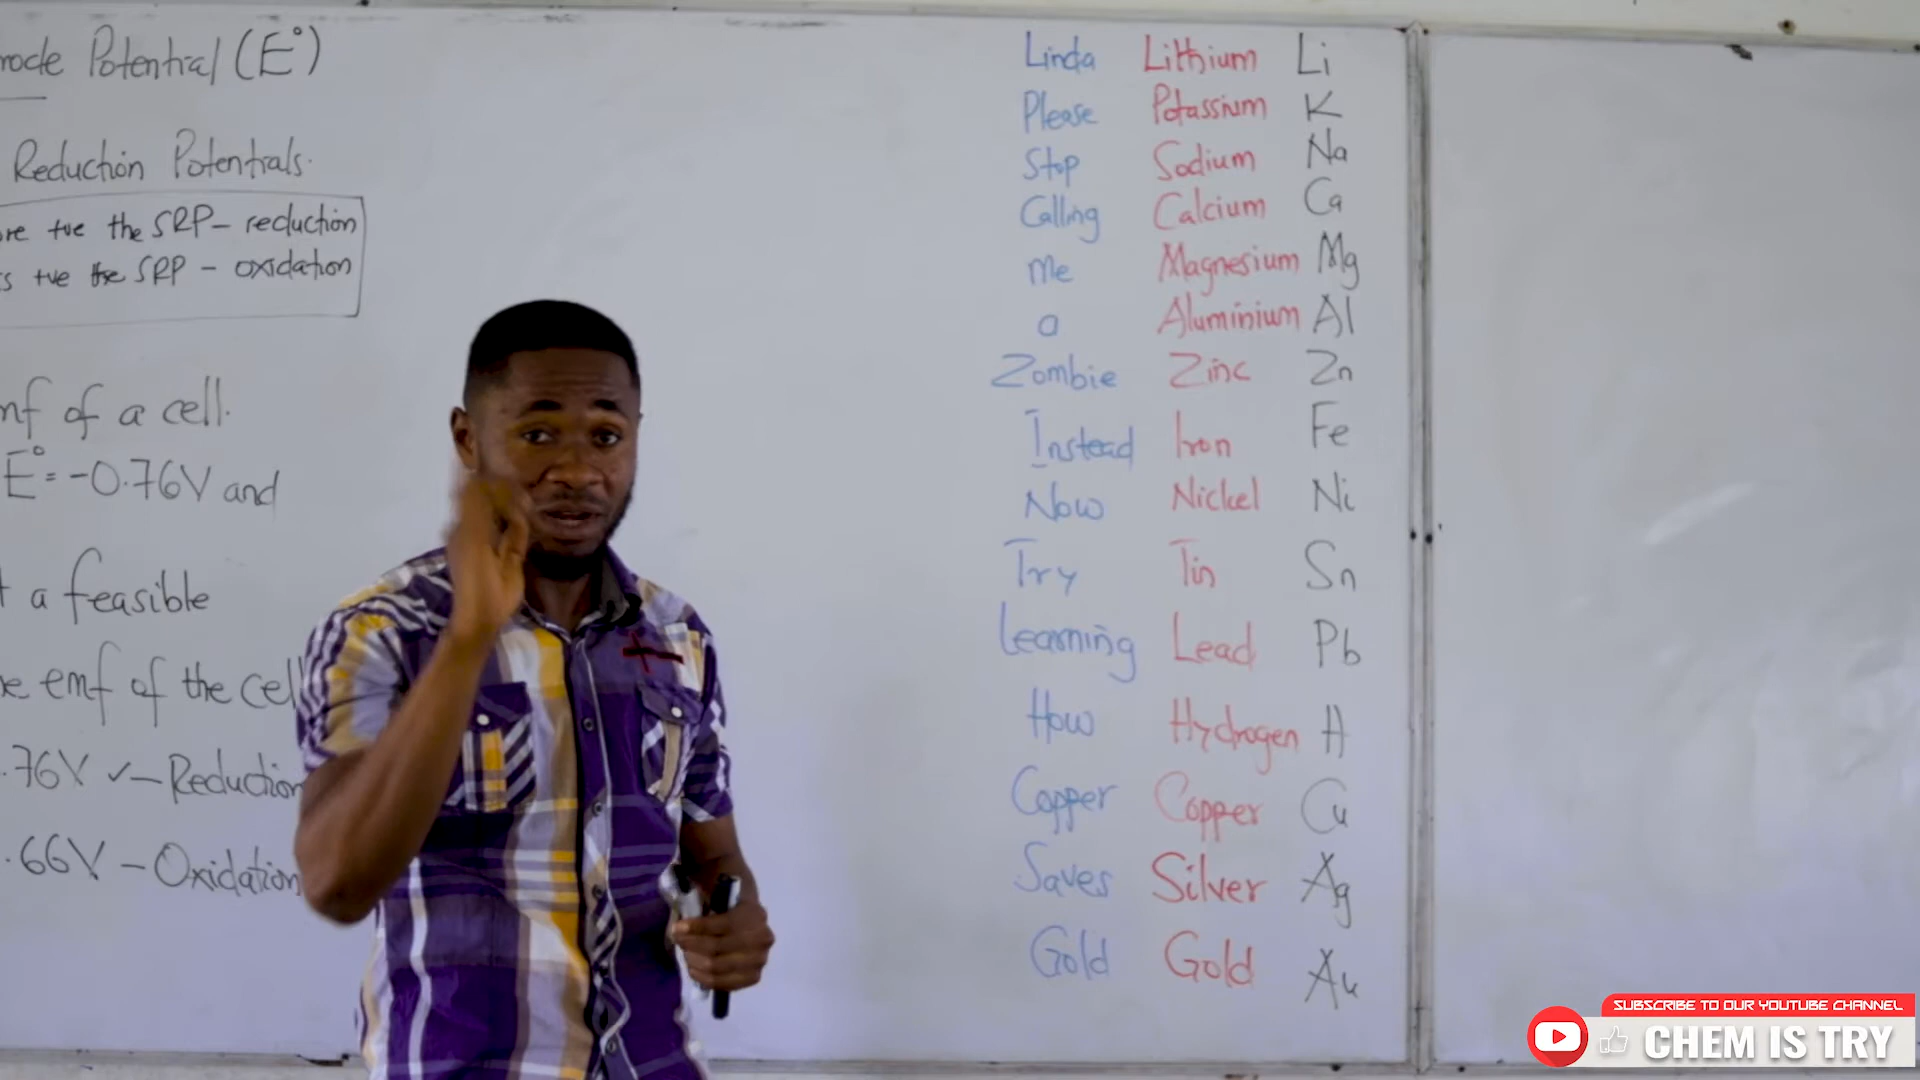 Potential (E°)
Reduction Potentials.
+ve the SRP - reduction
+ve the SRP - oxidation
of a cell.
E° = -0.76V and
a feasible
emf of the cell
.76V ✓ - Reduction
.66V - Oxidation
Linda Lithium Li
Please Potassium K
Stop Sodium Na
Calling Calcium Ca
Me Magnesium Mg
a Aluminium Al
Zombie Zinc Zn
Instead Iron Fe
Now Nickel Ni
Try Tin Sn
Learning Lead Pb
How Hydrogen H
Copper Copper Cu
Saves Silver Ag
Gold Gold Au
SUBSCRIBE TO OUR YOUTUBE CHANNEL
CHEM IS TRY